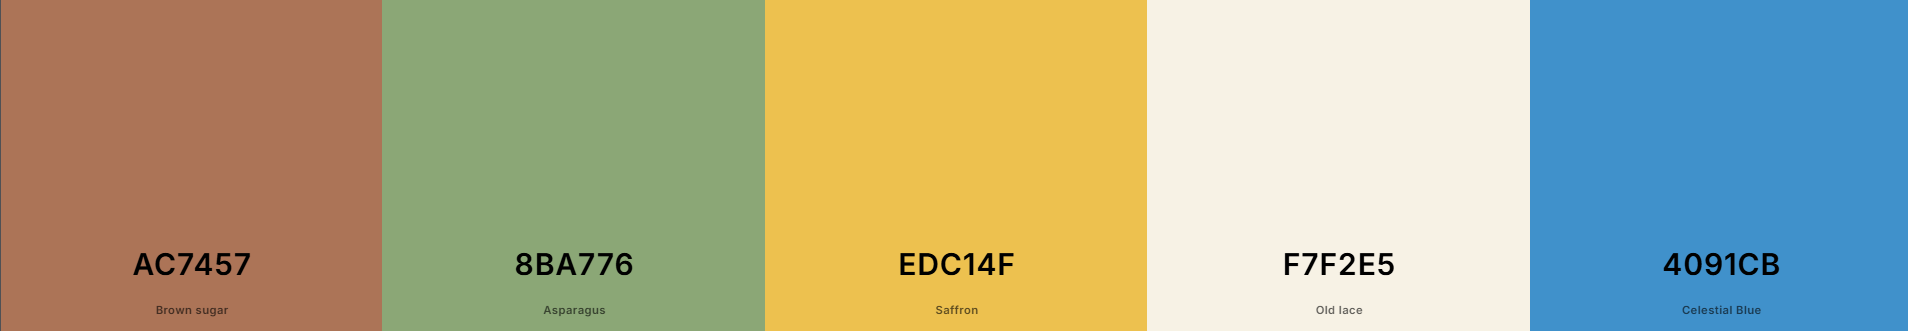 AC7457
Brown sugar
8BA776
Asparagus
EDC14F
Saffron
F7F2E5
Old lace
4091CB
Celestial Blue